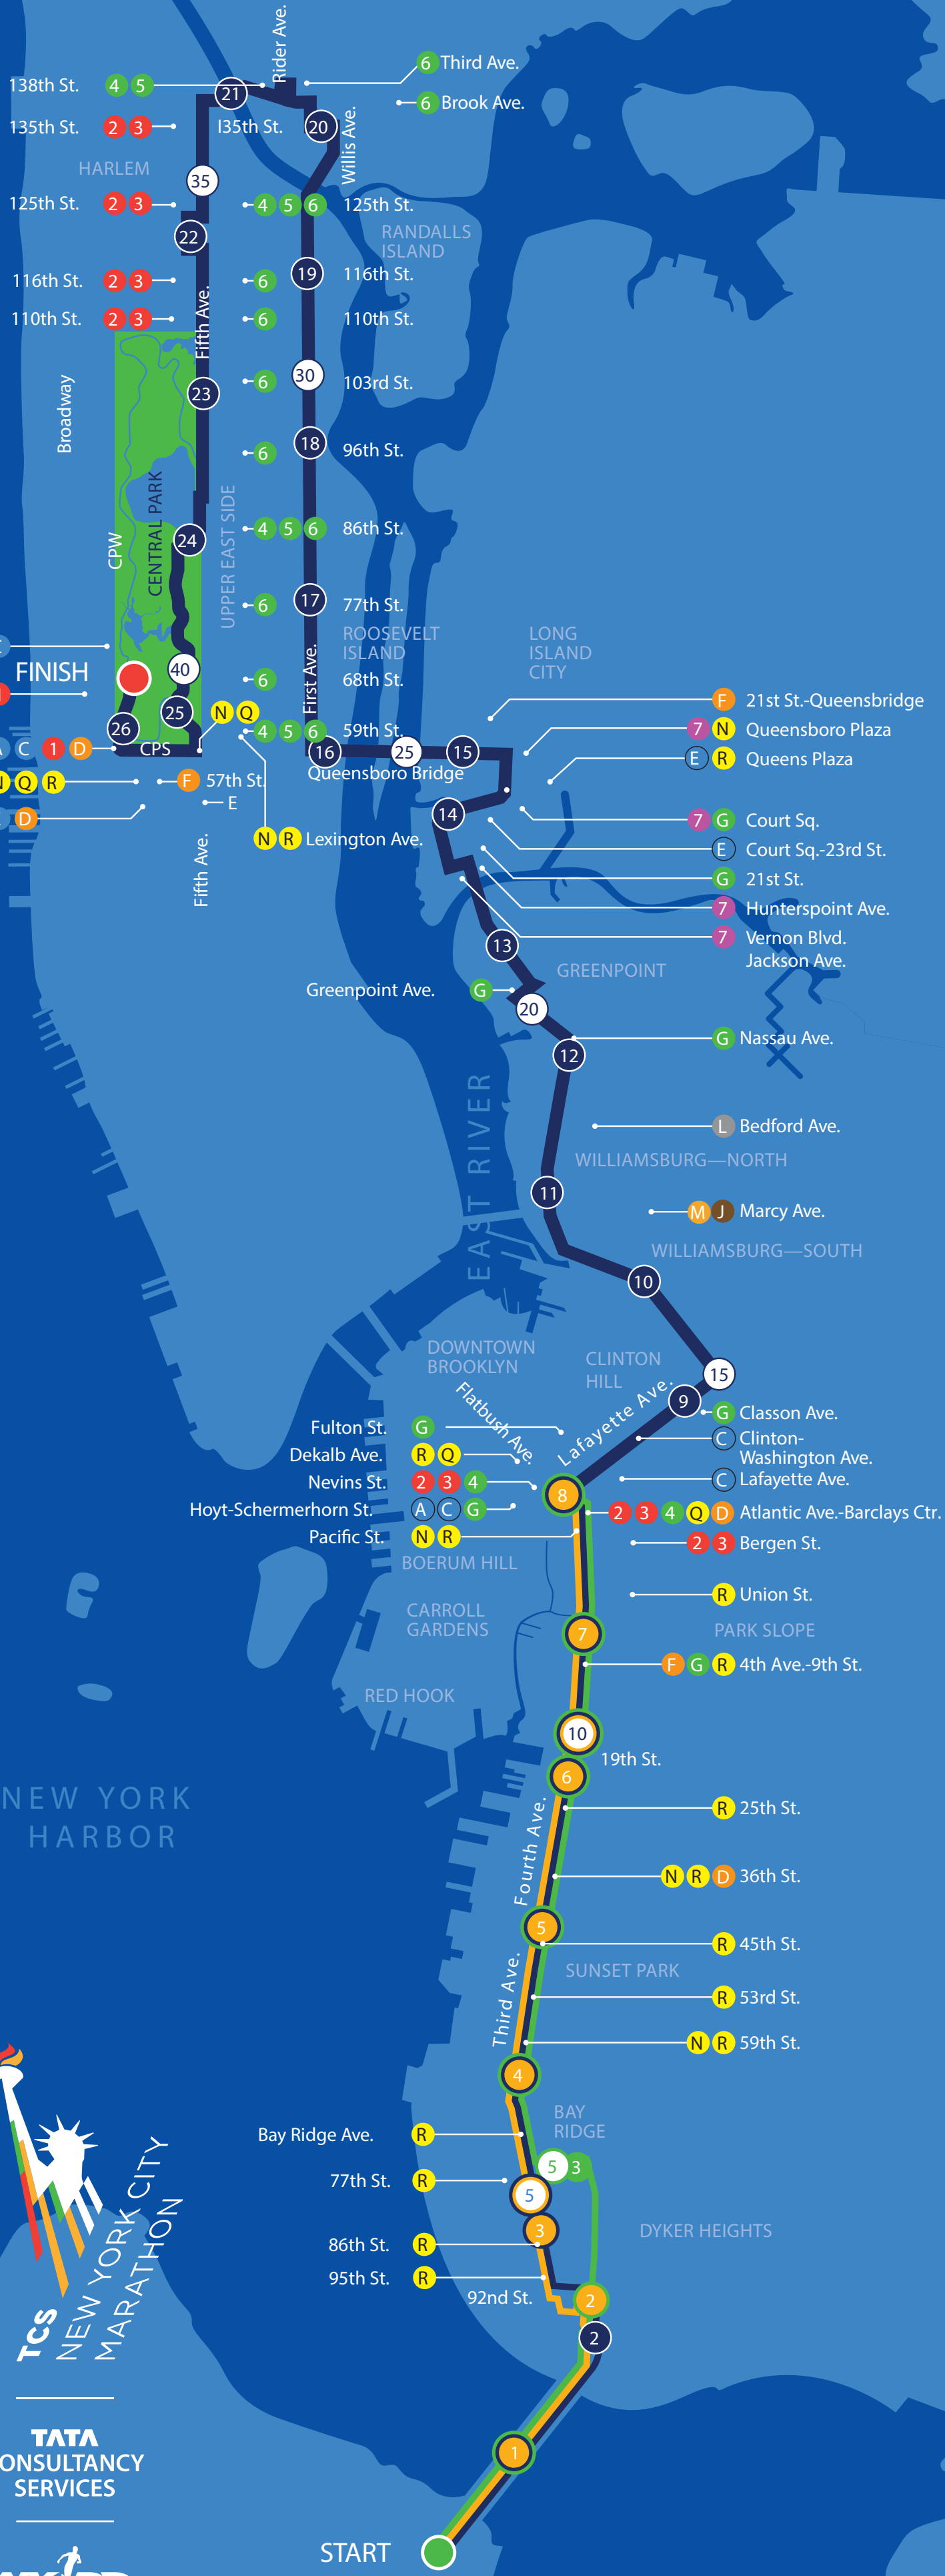 Rider Ave.
6 Third Ave.
138th St. 4 5
21
6 Brook Ave.
135th St. 2 3
I35th St.
20
Willis Ave.
HARLEM
35
125th St. 2 3
4 5 6 125th St.
22
RANDALLS
ISLAND
116th St. 2 3
6
19
116th St.
110th St. 2 3
6
110th St.
Fifth Ave.
Broadway
23
6
30
103rd St.
18
6
96th St.
CENTRAL PARK
CPW
UPPER EAST SIDE
24
4 5 6 86th St.
6
17
77th St.
ROOSEVELT
ISLAND
LONG
ISLAND
CITY
First Ave.
FINISH
40
6
68th St.
25
26
N Q
4 5 6 59th St.
C 1 D
CPS
16
25
15
Queensboro Bridge
F 21st St.-Queensbridge
7 N Queensboro Plaza
E R Queens Plaza
Q R
F 57th St.
E
D
14
7 G Court Sq.
N R Lexington Ave.
Fifth Ave.
E Court Sq.-23rd St.
G 21st St.
7 Hunterspoint Ave.
7 Vernon Blvd.
Jackson Ave.
13
GREENPOINT
Greenpoint Ave. G
20
G Nassau Ave.
12
EAST RIVER
L Bedford Ave.
WILLIAMSBURG—NORTH
11
M J Marcy Ave.
WILLIAMSBURG—SOUTH
10
DOWNTOWN
BROOKLYN
CLINTON
HILL
15
9
Flatbush Ave.
Lafayette Ave.
G Classon Ave.
Fulton St. G
C Clinton-
Washington Ave.
Dekalb Ave. R Q
C Lafayette Ave.
Nevins St. 2 3 4
8
Hoyt-Schermerhorn St. A C G
2 3 4 Q D Atlantic Ave.-Barclays Ctr.
Pacific St. N R
2 3 Bergen St.
BOERUM HILL
R Union St.
CARROLL
GARDENS
7
PARK SLOPE
F G R 4th Ave.-9th St.
RED HOOK
10
19th St.
6
NEW YORK
HARBOR
R 25th St.
Fourth Ave.
N R D 36th St.
5
R 45th St.
SUNSET PARK
Third Ave.
R 53rd St.
N R 59th St.
4
BAY
RIDGE
Bay Ridge Ave. R
5 3
77th St. R
5
3
DYKER HEIGHTS
86th St. R
95th St. R
92nd St.
2
2
TCS
NEW YORK CITY
MARATHON
TATA
ONSULTANCY
SERVICES
1
START